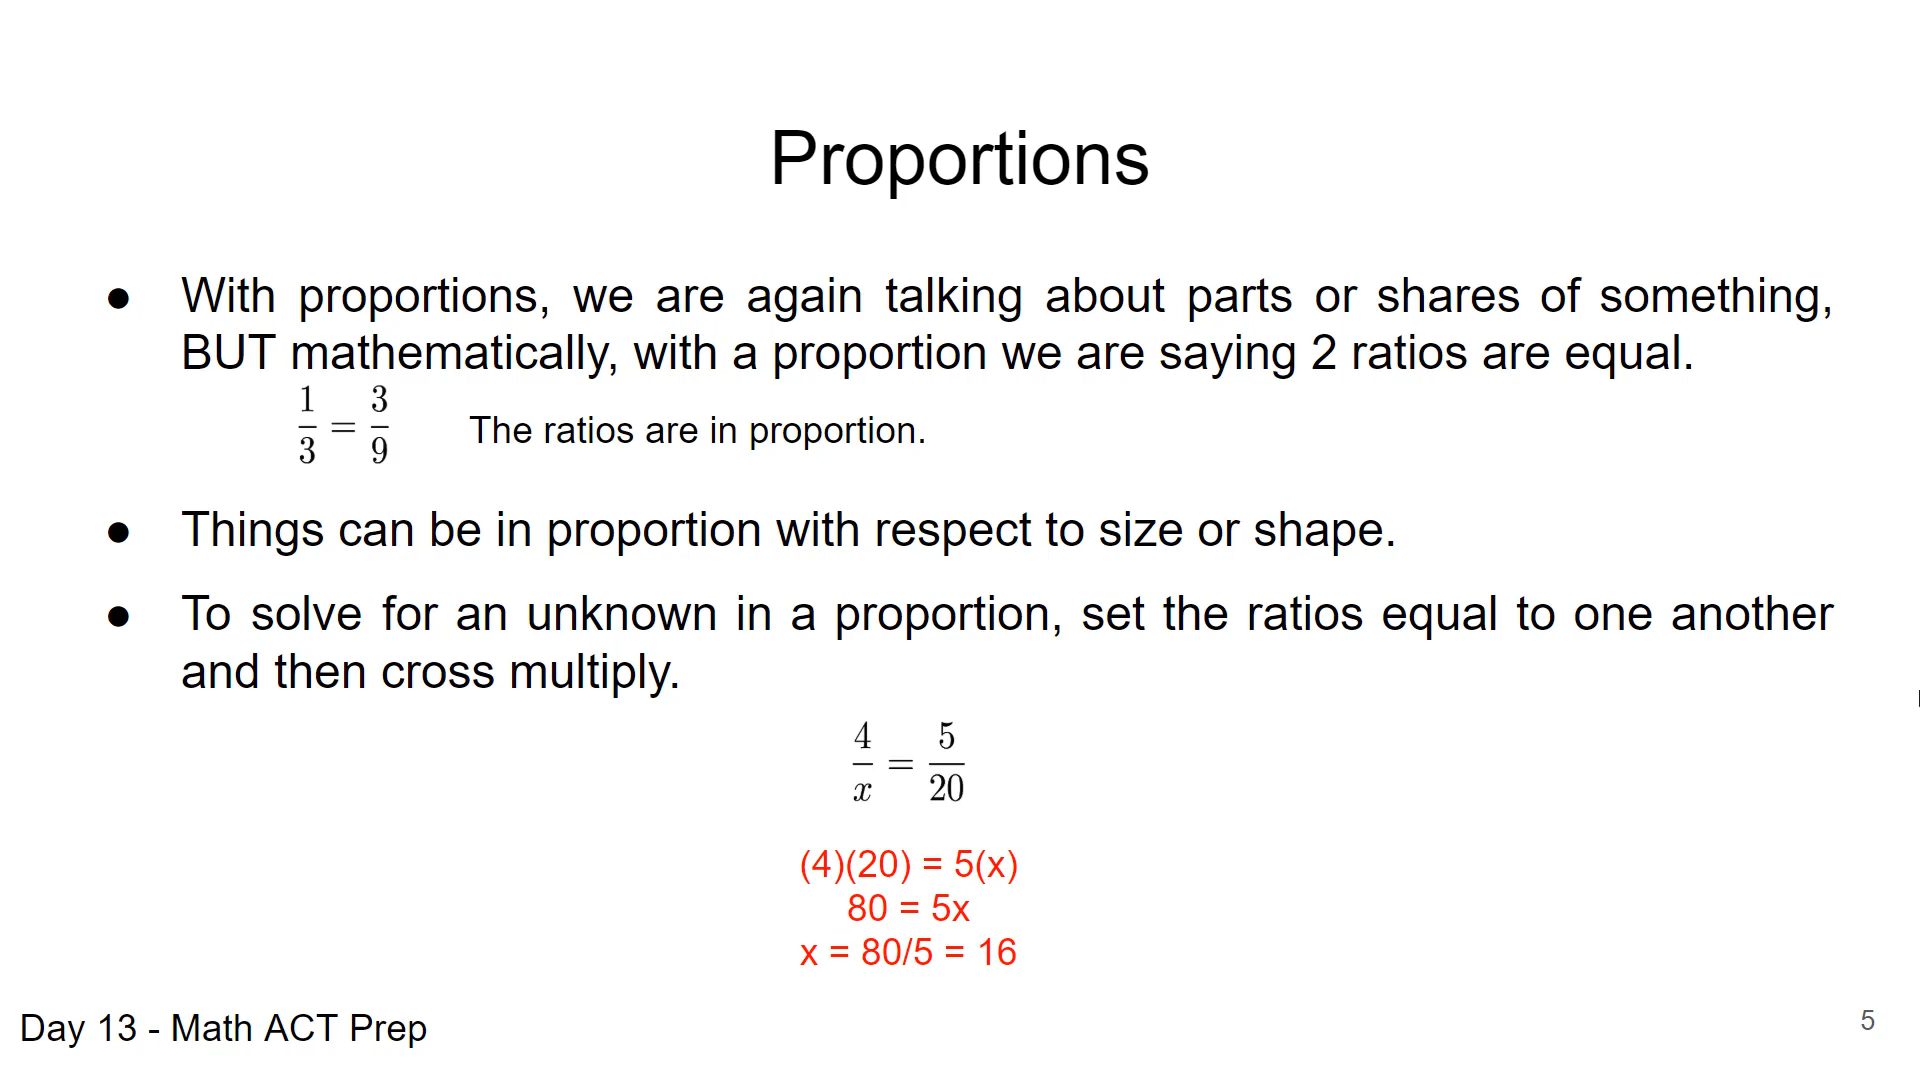 Proportions
● With proportions, we are again talking about parts or shares of something,
BUT mathematically, with a proportion we are saying 2 ratios are equal.
1/3 = 3/9 The ratios are in proportion.
● Things can be in proportion with respect to size or shape.
● To solve for an unknown in a proportion, set the ratios equal to one another
and then cross multiply.
4/x = 5/20
(4)(20) = 5(x)
80 = 5x
x = 80/5 = 16
Day 13 - Math ACT Prep
5